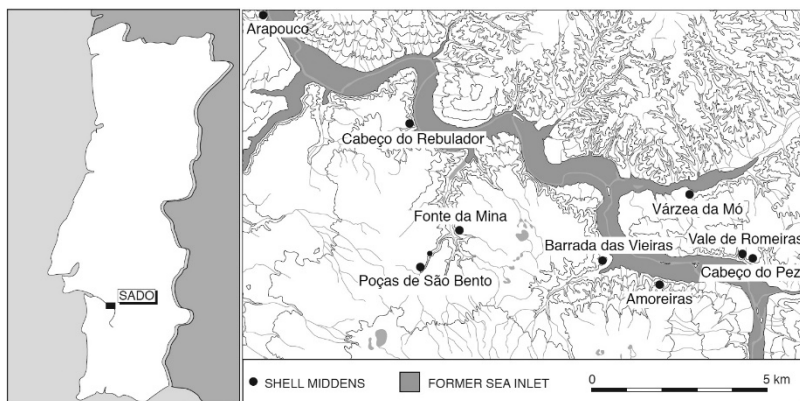 SADO
Arapouco
Cabeço do Rebulador
Várzea da Mó
Fonte da Mina
Vale de Romeiras
Barrada das Vieiras
Cabeço do Pez
Poças de São Bento
Amoreiras
SHELL MIDDENS
FORMER SEA INLET
0
5 km